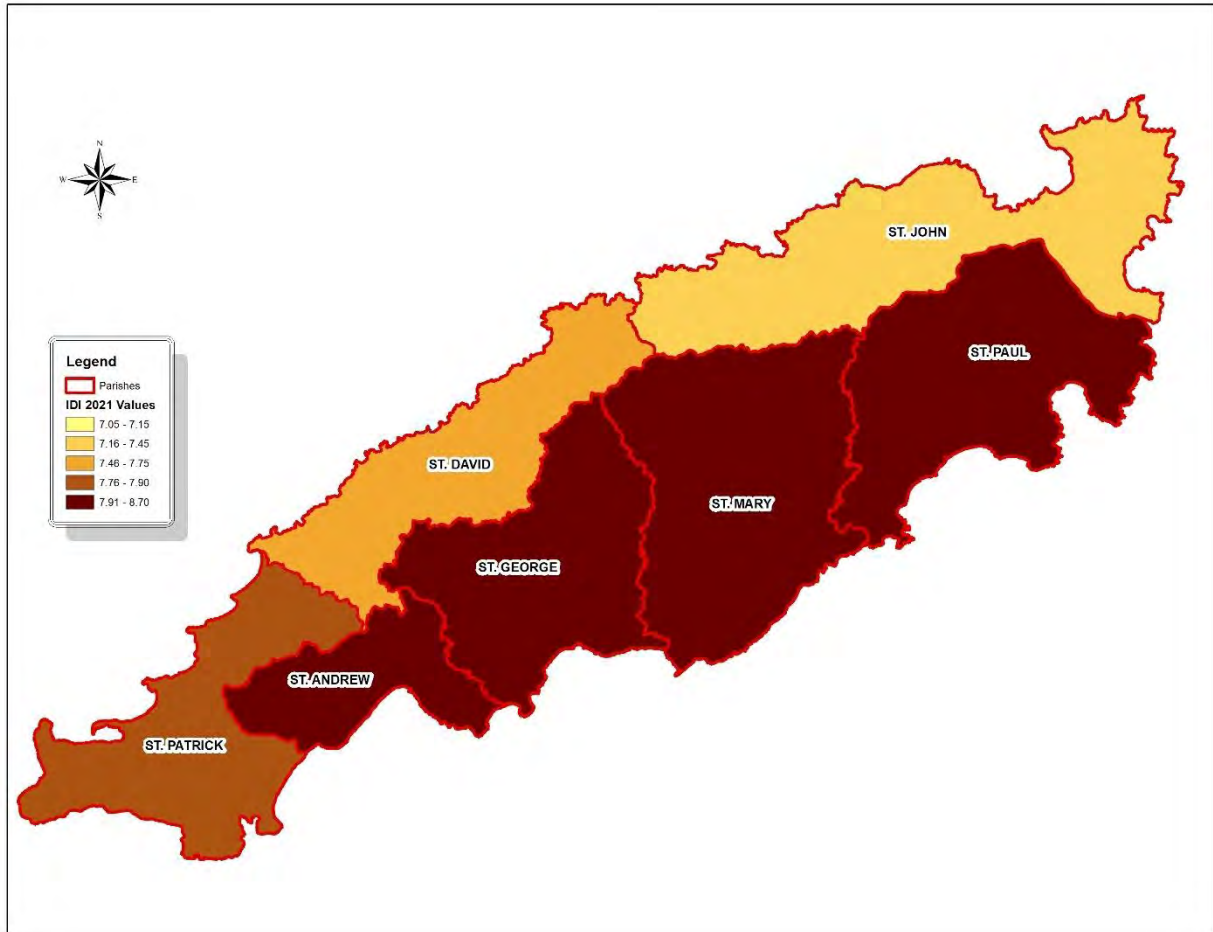 N
W E
S
ST. JOHN
ST. PAUL
ST. DAVID
ST. MARY
ST. GEORGE
ST. ANDREW
ST. PATRICK
Legend
Parishes
IDI 2021 Values
7.05 - 7.15
7.16 - 7.45
7.46 - 7.75
7.76 - 7.90
7.91 - 8.70